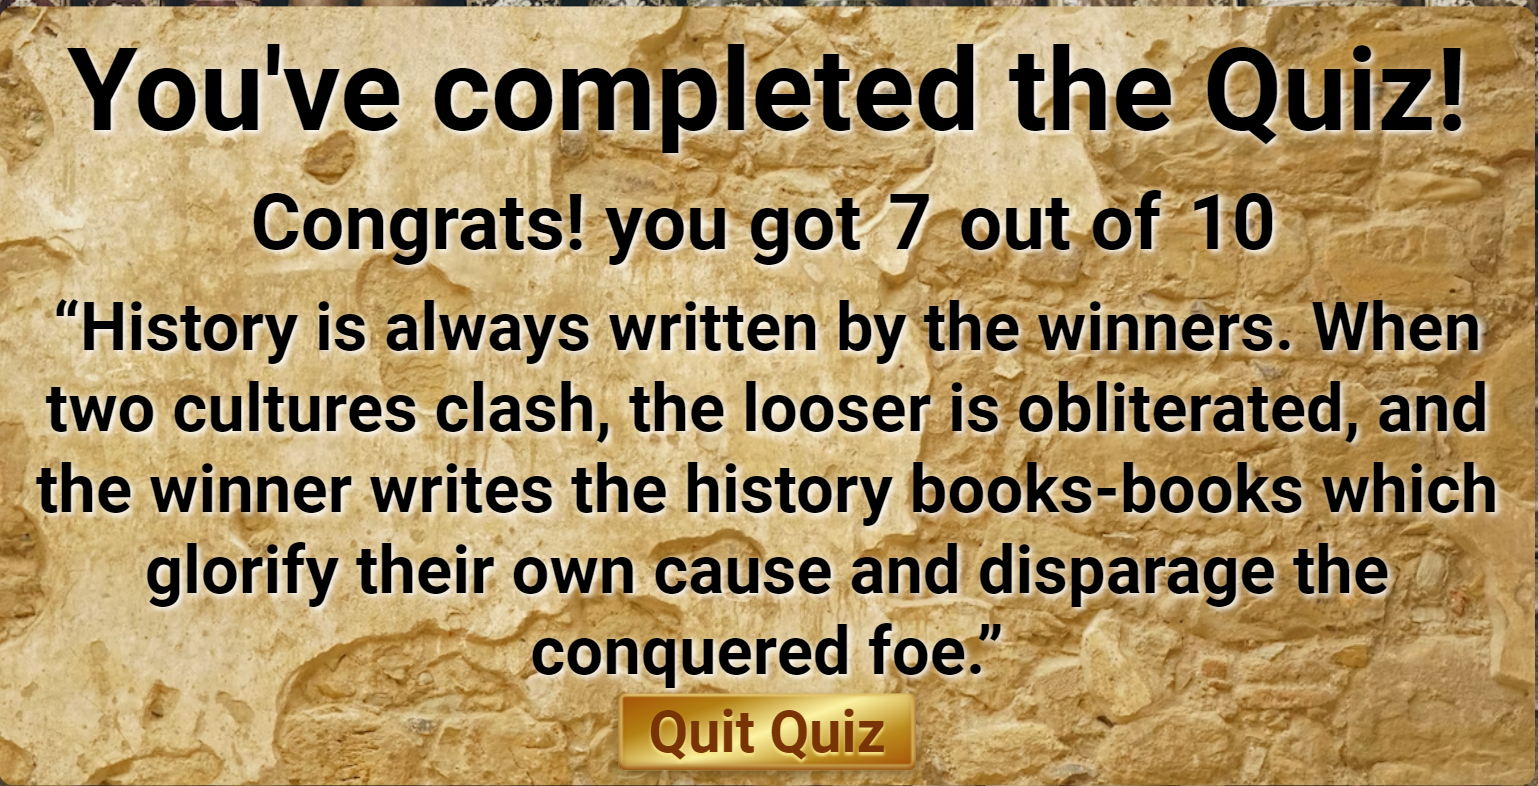 You've completed the Quiz!
Congrats! you got 7 out of 10
“History is always written by the winners. When
two cultures clash, the looser is obliterated, and
the winner writes the history books-books which
glorify their own cause and disparage the
conquered foe.”
Quit Quiz